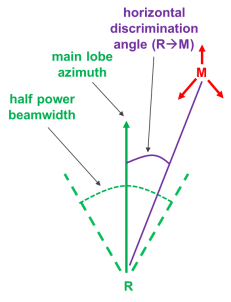 horizontal
discrimination
angle (R→M)
main lobe
azimuth
half power
beamwidth
M
R